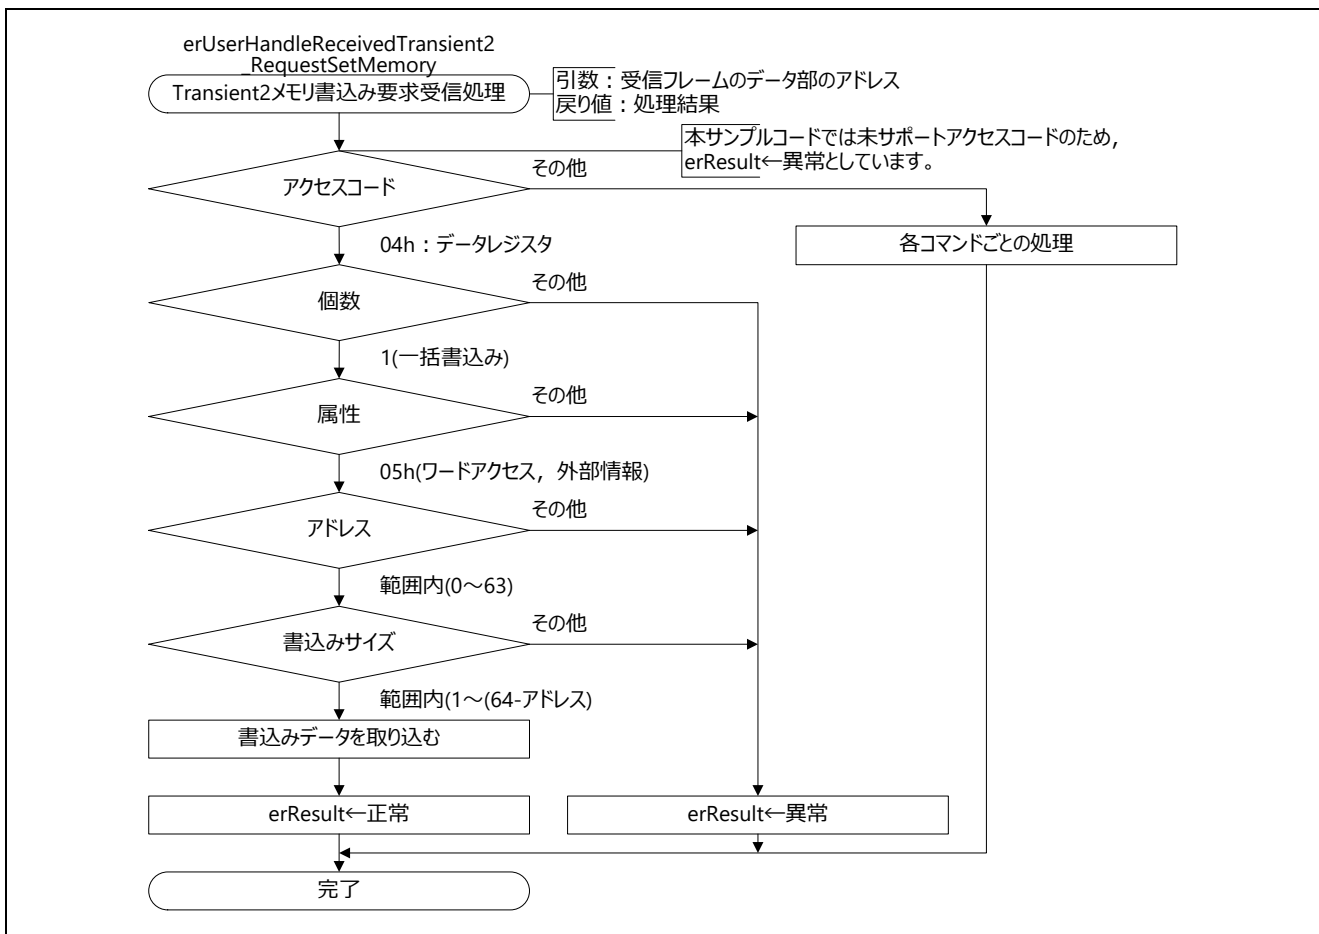 erUserHandleReceivedTransient2
_RequestSetMemory
Transient2メモリ書込み要求受信処理
引数：受信フレームのデータ部のアドレス
戻り値：処理結果
本サンプルコードでは未サポートアクセスコードのため，
erResult←異常としています。
アクセスコード
その他
04h：データレジスタ
各コマンドごとの処理
個数
その他
1(一括書込み)
属性
その他
05h(ワードアクセス，外部情報)
アドレス
その他
範囲内(0～63)
書込みサイズ
その他
範囲内(1～(64-アドレス)
書込みデータを取り込む
erResult←正常
erResult←異常
完了